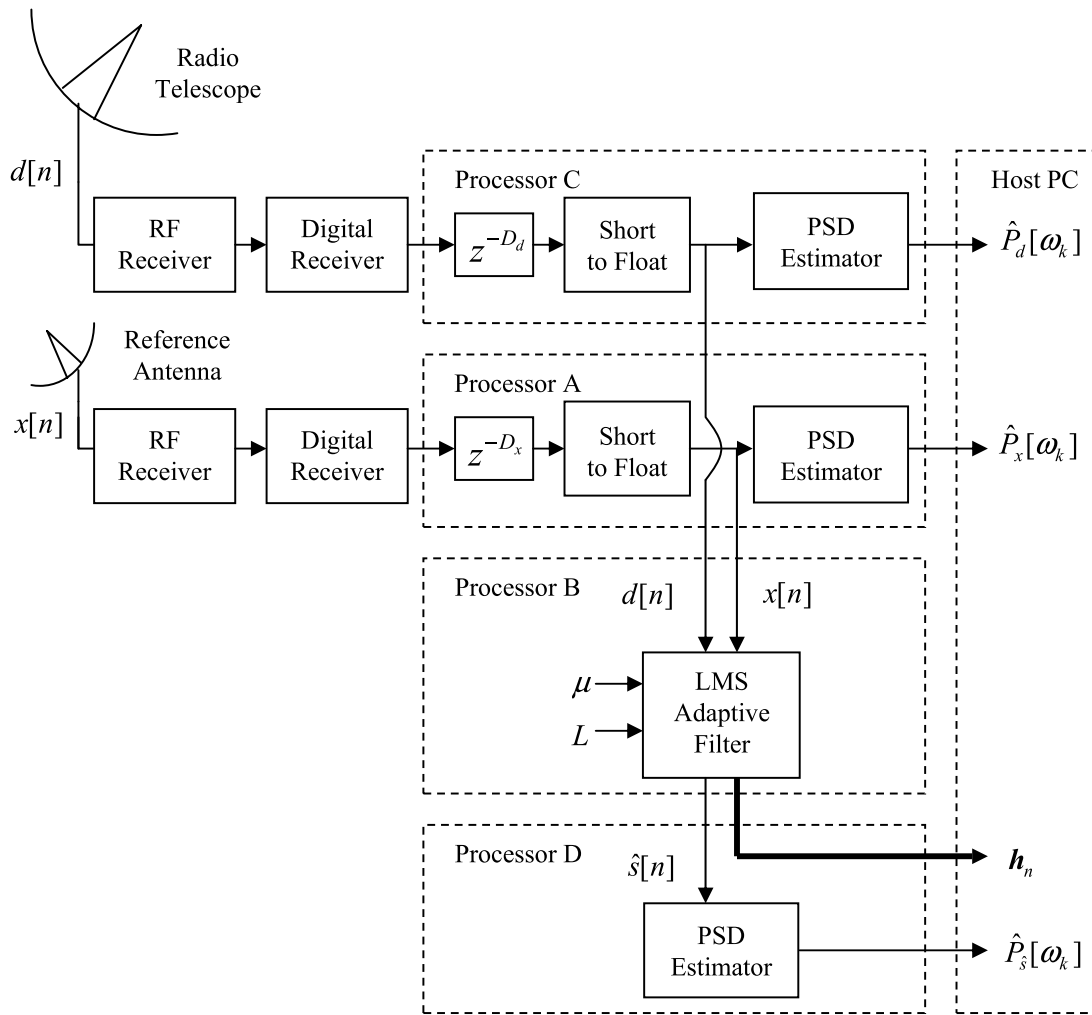 Radio
Telescope
d[n]
Processor C
Host PC
RF
Receiver
Digital
Receiver
z^{-D_d}
Short
to Float
PSD
Estimator
P̂_d[ω_k]
Reference
Antenna
x[n]
Processor A
RF
Receiver
Digital
Receiver
z^{-D_x}
Short
to Float
PSD
Estimator
P̂_x[ω_k]
Processor B
d[n]
x[n]
μ
L
LMS
Adaptive
Filter
Processor D
ŝ[n]
h_n
PSD
Estimator
P̂_ŝ[ω_k]